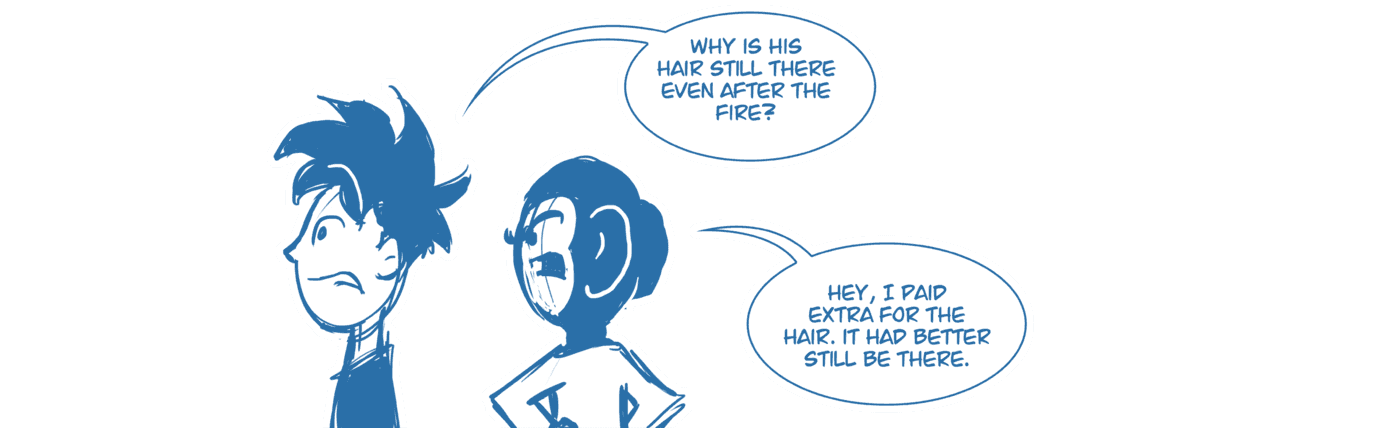 WHY IS HIS
HAIR STILL THERE
EVEN AFTER THE
FIRE?
HEY, I PAID
EXTRA FOR THE
HAIR. IT HAD BETTER
STILL BE THERE.